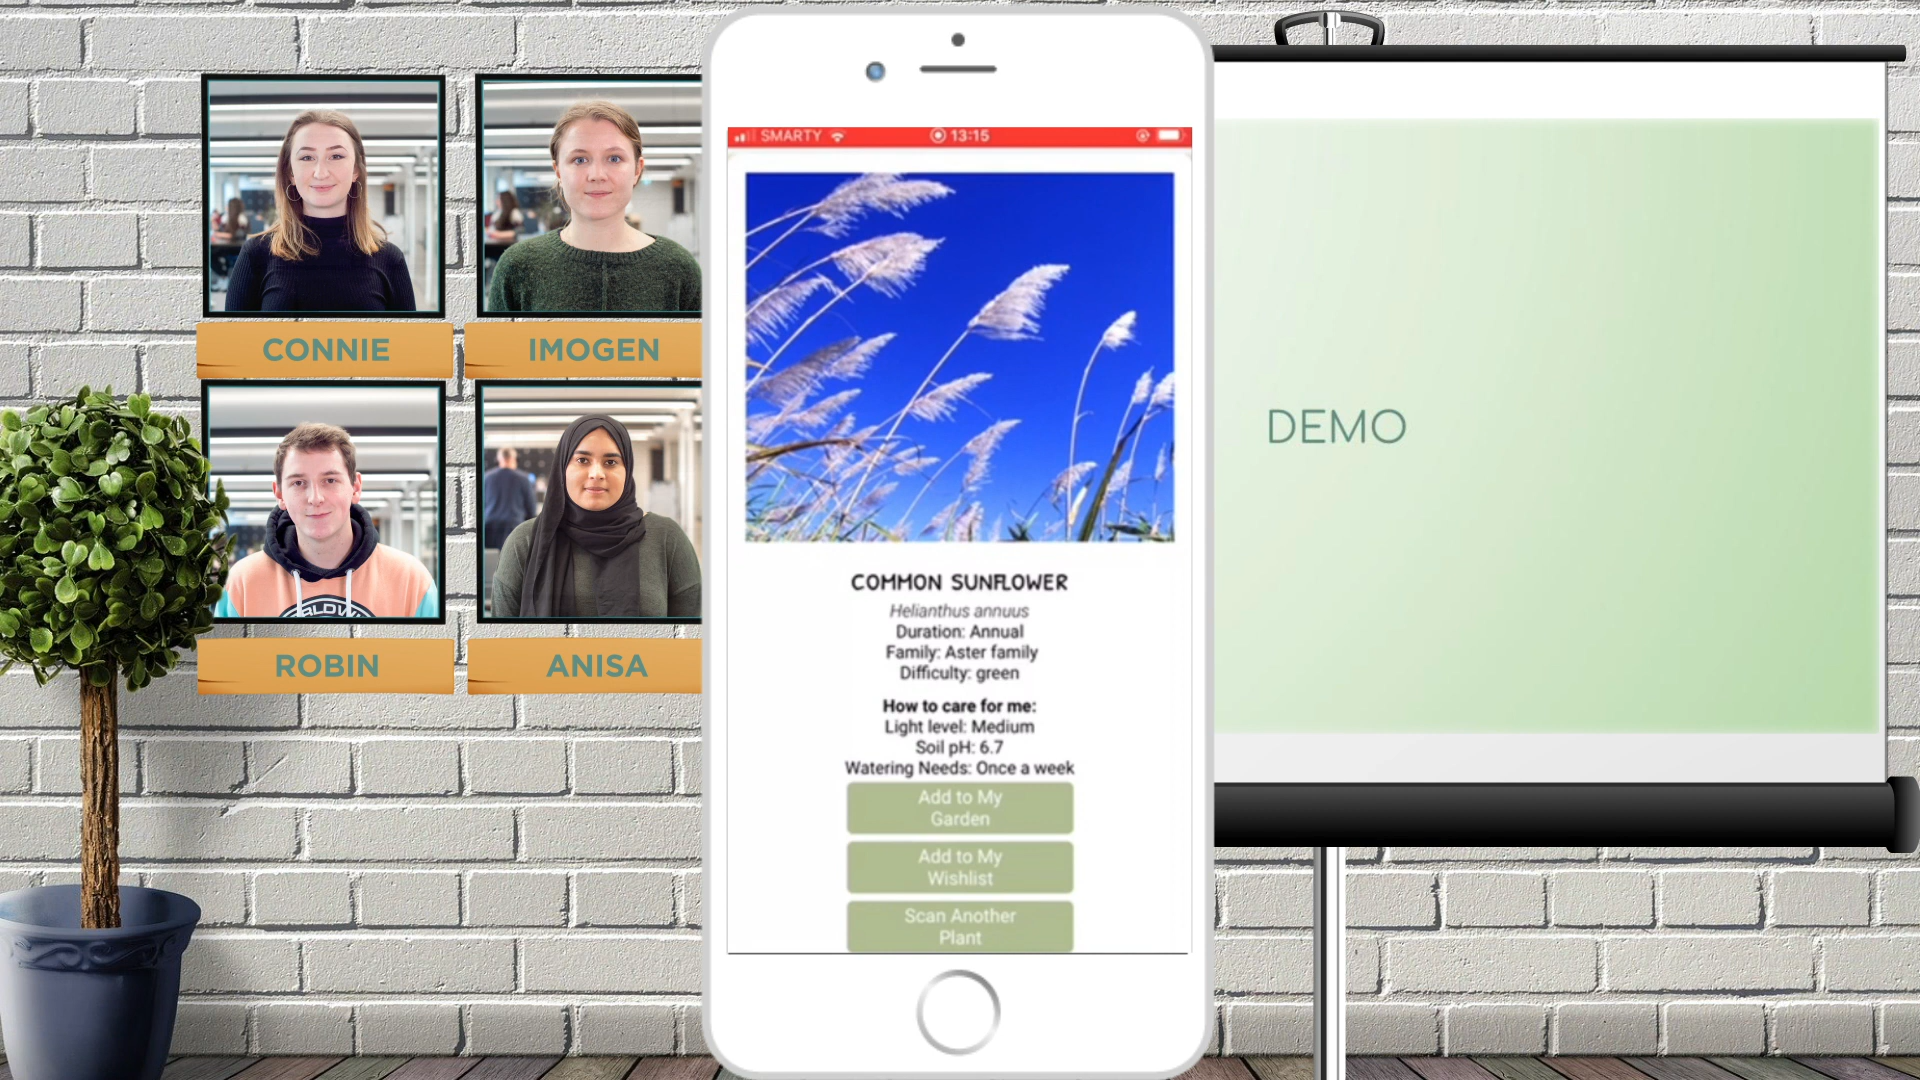 CONNIE
IMOGEN
ROBIN
ANISA
SMARTY
13:15
COMMON SUNFLOWER
Helianthus annuus
Duration: Annual
Family: Aster family
Difficulty: green
How to care for me:
Light level: Medium
Soil pH: 6.7
Watering Needs: Once a week
Add to My
Garden
Add to My
Wishlist
Scan Another
Plant
DEMO